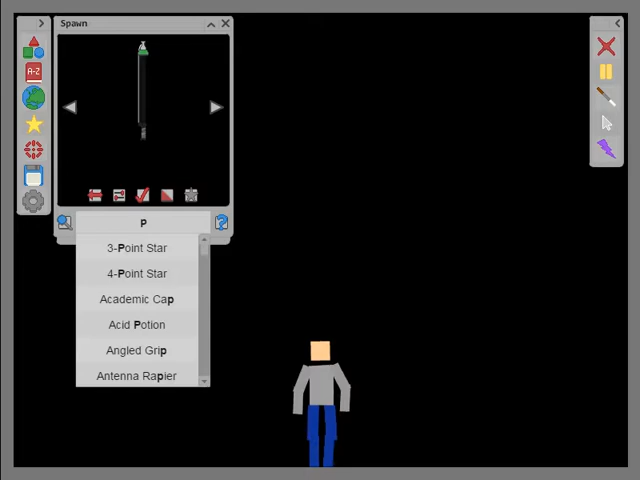 Spawn
A-Z
p
3-Point Star
4-Point Star
Academic Cap
Acid Potion
Angled Grip
Antenna Rapier